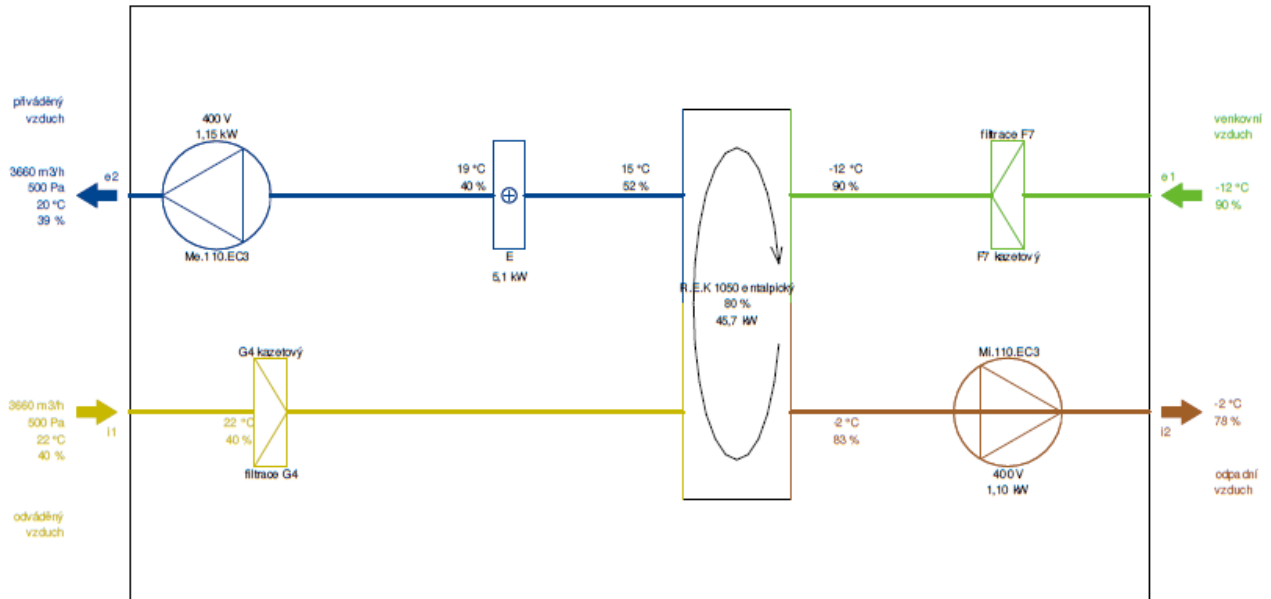 přiváděný
vzduch
3660 m3/h
500 Pa
20 °C
39 %
e2
400 V
1,15 kW
Me.110.EC3
19 °C
40 %
E
5,1 kW
15 °C
52 %
R.E.K 1050 entalpický
80 %
45,7 kW
-12 °C
90 %
filtrace F7
F7 kazetový
venkovní
vzduch
e1
-12 °C
90 %
3660 m3/h
500 Pa
22 °C
40 %
i1
odváděný
vzduch
G4 kazetový
22 °C
40 %
filtrace G4
-2 °C
83 %
Mi.110.EC3
400 V
1,10 kW
i2
-2 °C
78 %
odpadní
vzduch